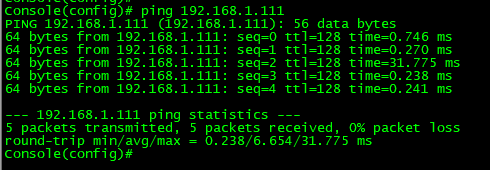 Console(config)# ping 192.168.1.111
PING 192.168.1.111 (192.168.1.111): 56 data bytes
64 bytes from 192.168.1.111: seq=0 ttl=128 time=0.746 ms
64 bytes from 192.168.1.111: seq=1 ttl=128 time=0.270 ms
64 bytes from 192.168.1.111: seq=2 ttl=128 time=31.775 ms
64 bytes from 192.168.1.111: seq=3 ttl=128 time=0.238 ms
64 bytes from 192.168.1.111: seq=4 ttl=128 time=0.241 ms
--- 192.168.1.111 ping statistics ---
5 packets transmitted, 5 packets received, 0% packet loss
round-trip min/avg/max = 0.238/6.654/31.775 ms
Console(config)#